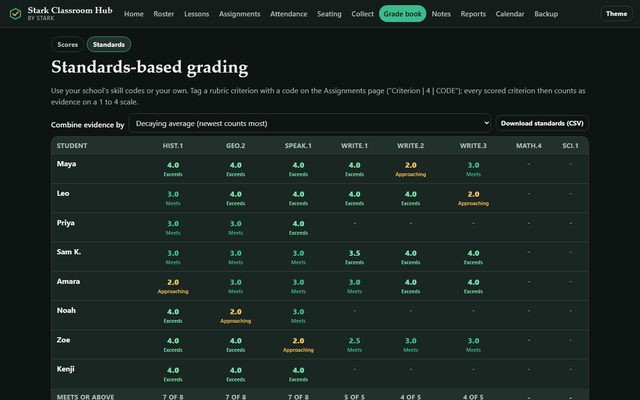 Stark Classroom Hub
BY STARK
Home Roster Lessons Assignments Attendance Seating Collect Grade book Notes Reports Calendar Backup Theme
Scores Standards
Standards-based grading
Use your school's skill codes or your own. Tag a rubric criterion with a code on the Assignments page ("Criterion | 4 | CODE"); every scored criterion then counts as
evidence on a 1 to 4 scale.
Combine evidence by Decaying average (newest counts most) Download standards (CSV)
STUDENT HIST.1 GEO.2 SPEAK.1 WRITE.1 WRITE.2 WRITE.3 MATH.4 SCI.1
Maya 4.0 4.0 4.0 4.0 2.0 3.0 - -
Exceeds Exceeds Exceeds Exceeds Approaching Meets
Leo 3.0 4.0 4.0 4.0 4.0 2.0 - -
Meets Exceeds Exceeds Exceeds Exceeds Approaching
Priya 3.0 3.0 4.0 - - - - -
Meets Meets Exceeds
Sam K. 3.0 3.0 3.0 3.5 4.0 4.0 - -
Meets Meets Meets Exceeds Exceeds Exceeds
Amara 2.0 3.0 3.0 3.0 4.0 4.0 - -
Approaching Meets Meets Meets Exceeds Exceeds
Noah 4.0 2.0 3.0 - - - - -
Exceeds Approaching Meets
Zoe 4.0 4.0 2.0 2.5 3.0 3.0 - -
Exceeds Exceeds Approaching Meets Meets Meets
Kenji 4.0 4.0 4.0 - - - - -
Exceeds Exceeds Exceeds
MEETS OR ABOVE 7 OF 8 7 OF 8 7 OF 8 5 OF 5 4 OF 5 4 OF 5 - -